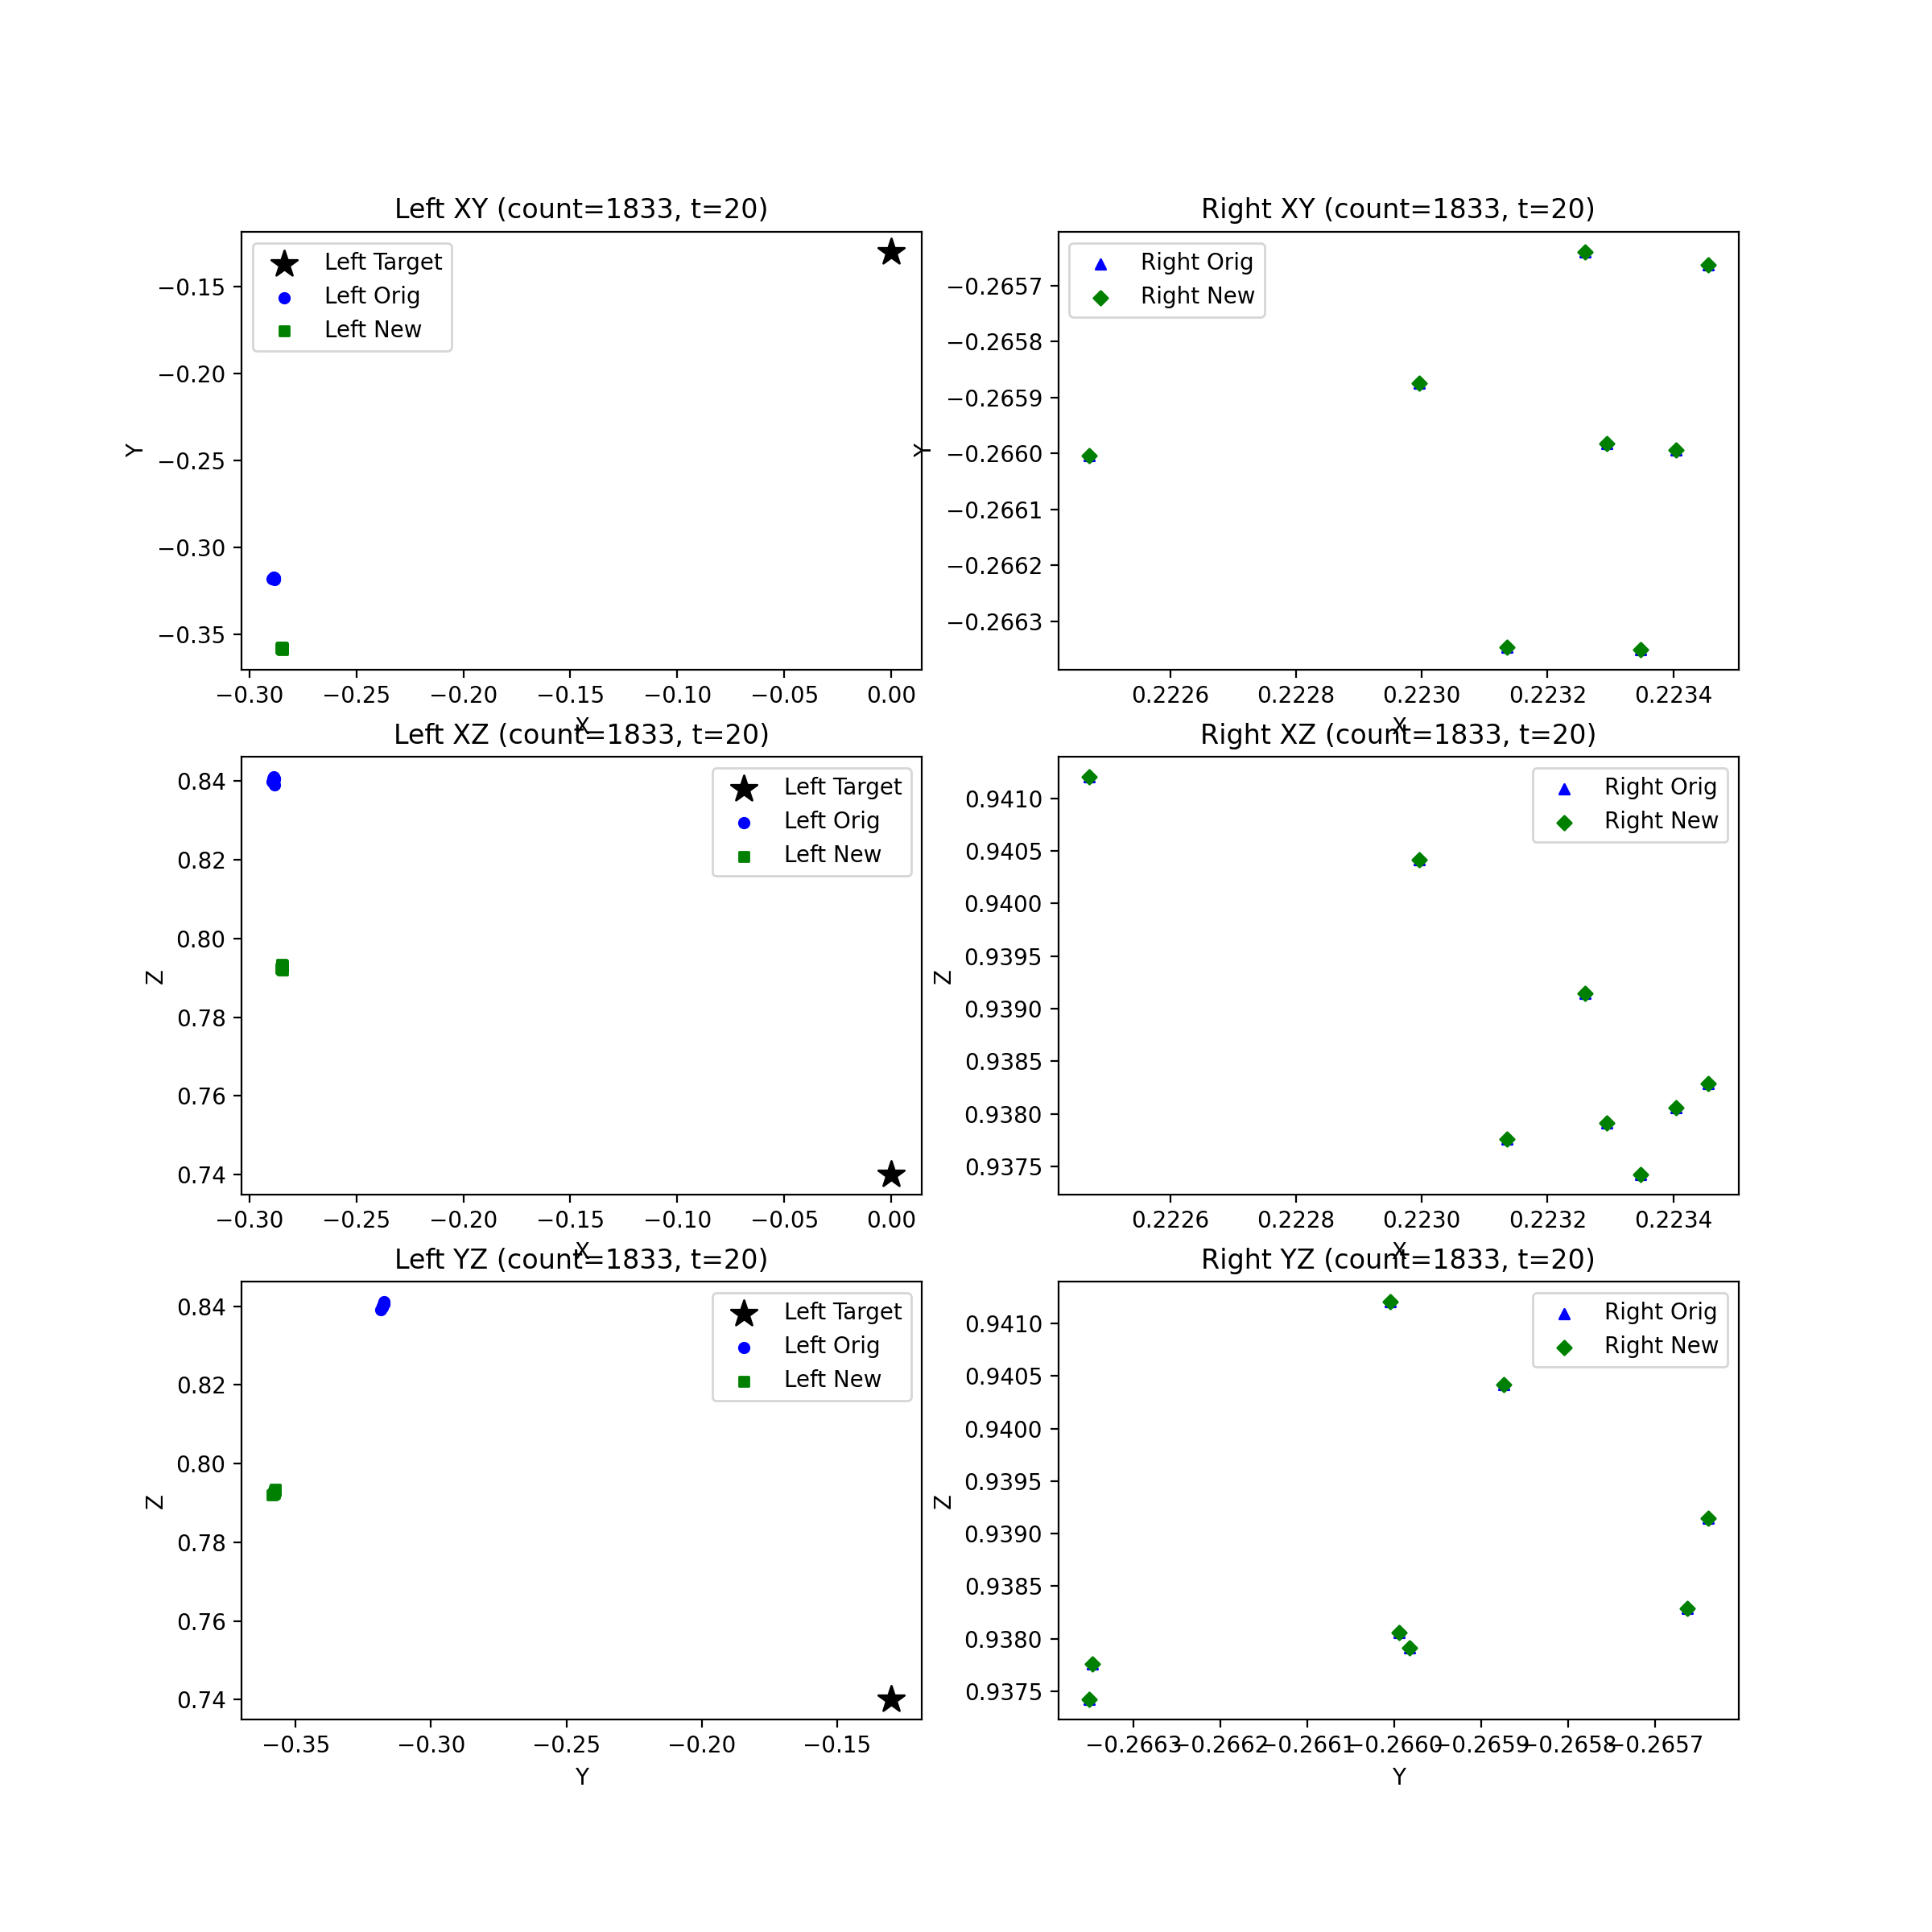 Left XY (count=1833, t=20)
Left Target
Left Orig
Left New
Y
−0.15
−0.20
−0.25
−0.30
−0.35
−0.30 −0.25 −0.20 −0.15 −0.10 −0.05 0.00
X
Right XY (count=1833, t=20)
Right Orig
Right New
Y
−0.2657
−0.2658
−0.2659
−0.2660
−0.2661
−0.2662
−0.2663
0.2226 0.2228 0.2230 0.2232 0.2234
X
Left XZ (count=1833, t=20)
Left Target
Left Orig
Left New
Z
0.84
0.82
0.80
0.78
0.76
0.74
−0.30 −0.25 −0.20 −0.15 −0.10 −0.05 0.00
X
Right XZ (count=1833, t=20)
Right Orig
Right New
Z
0.9410
0.9405
0.9400
0.9395
0.9390
0.9385
0.9380
0.9375
0.2226 0.2228 0.2230 0.2232 0.2234
X
Left YZ (count=1833, t=20)
Left Target
Left Orig
Left New
Z
0.84
0.82
0.80
0.78
0.76
0.74
−0.35 −0.30 −0.25 −0.20 −0.15
Y
Right YZ (count=1833, t=20)
Right Orig
Right New
Z
0.9410
0.9405
0.9400
0.9395
0.9390
0.9385
0.9380
0.9375
−0.2663 −0.2662 −0.2661 −0.2660 −0.2659 −0.2658 −0.2657
Y